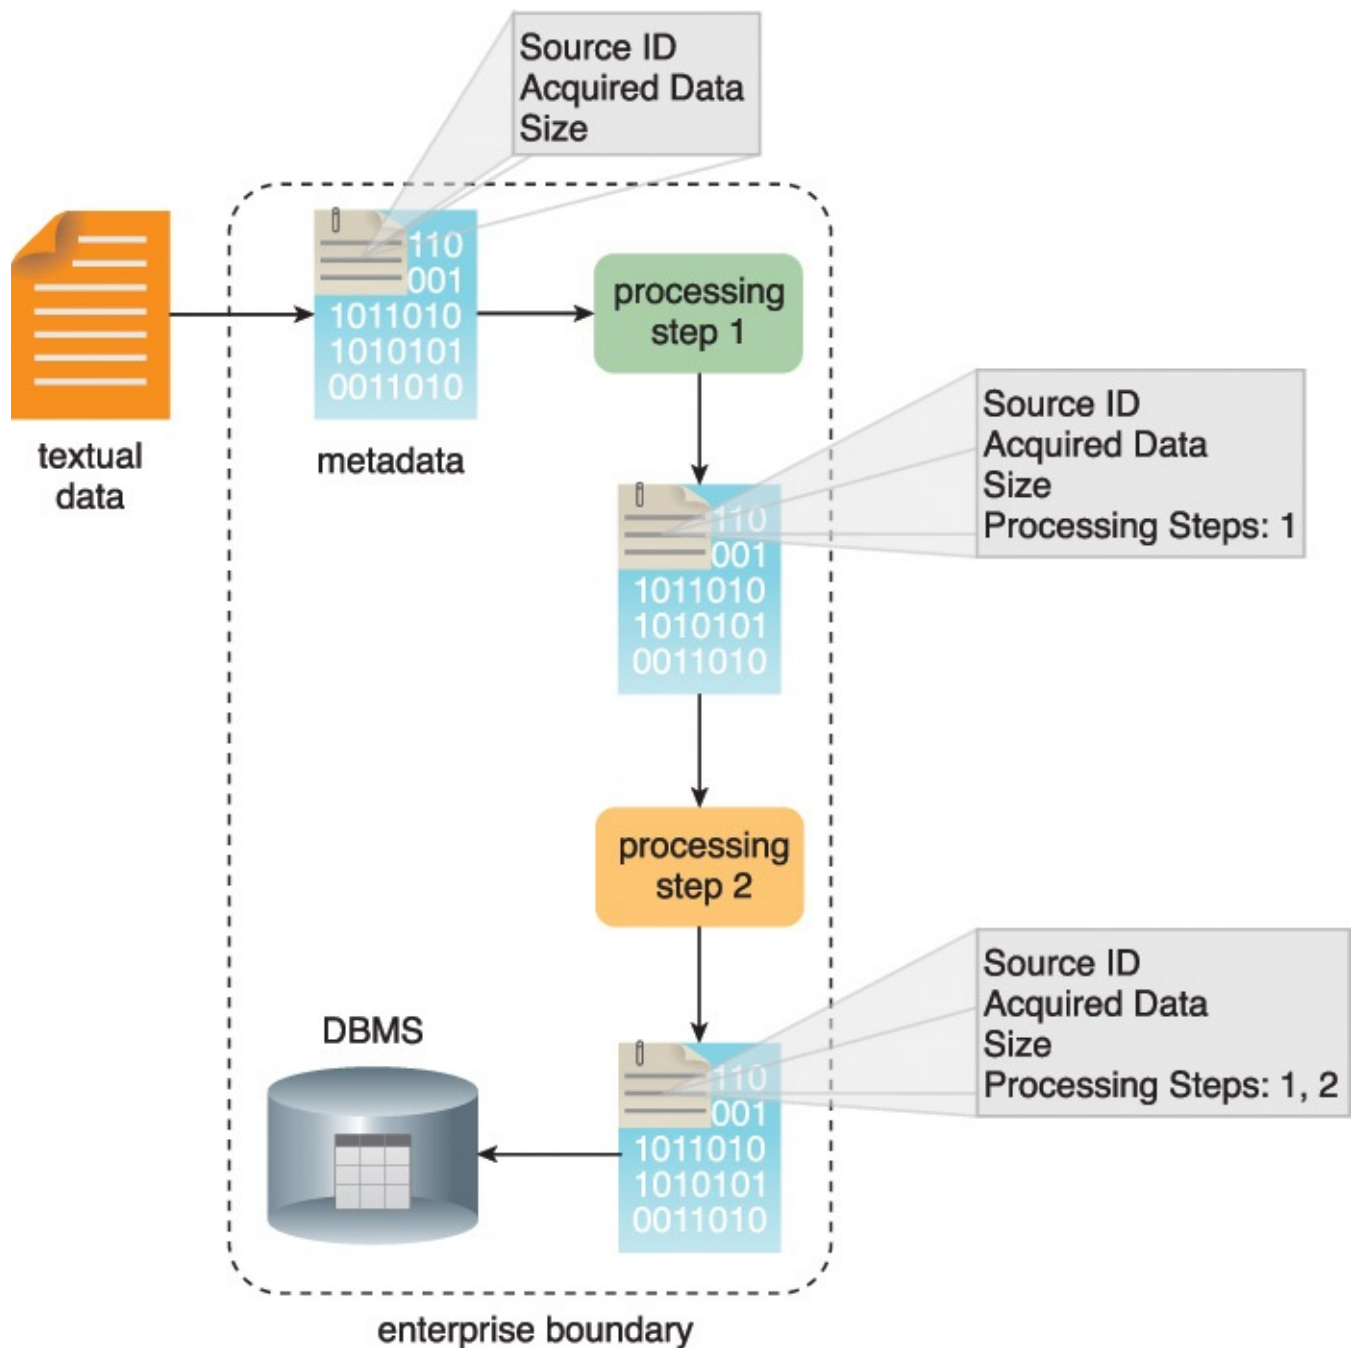 Source ID
Acquired Data
Size
110
001
1011010
1010101
0011010
processing
step 1
textual
data
metadata
Source ID
Acquired Data
Size
Processing Steps: 1
110
001
1011010
1010101
0011010
processing
step 2
Source ID
Acquired Data
Size
Processing Steps: 1, 2
DBMS
110
001
1011010
1010101
0011010
enterprise boundary